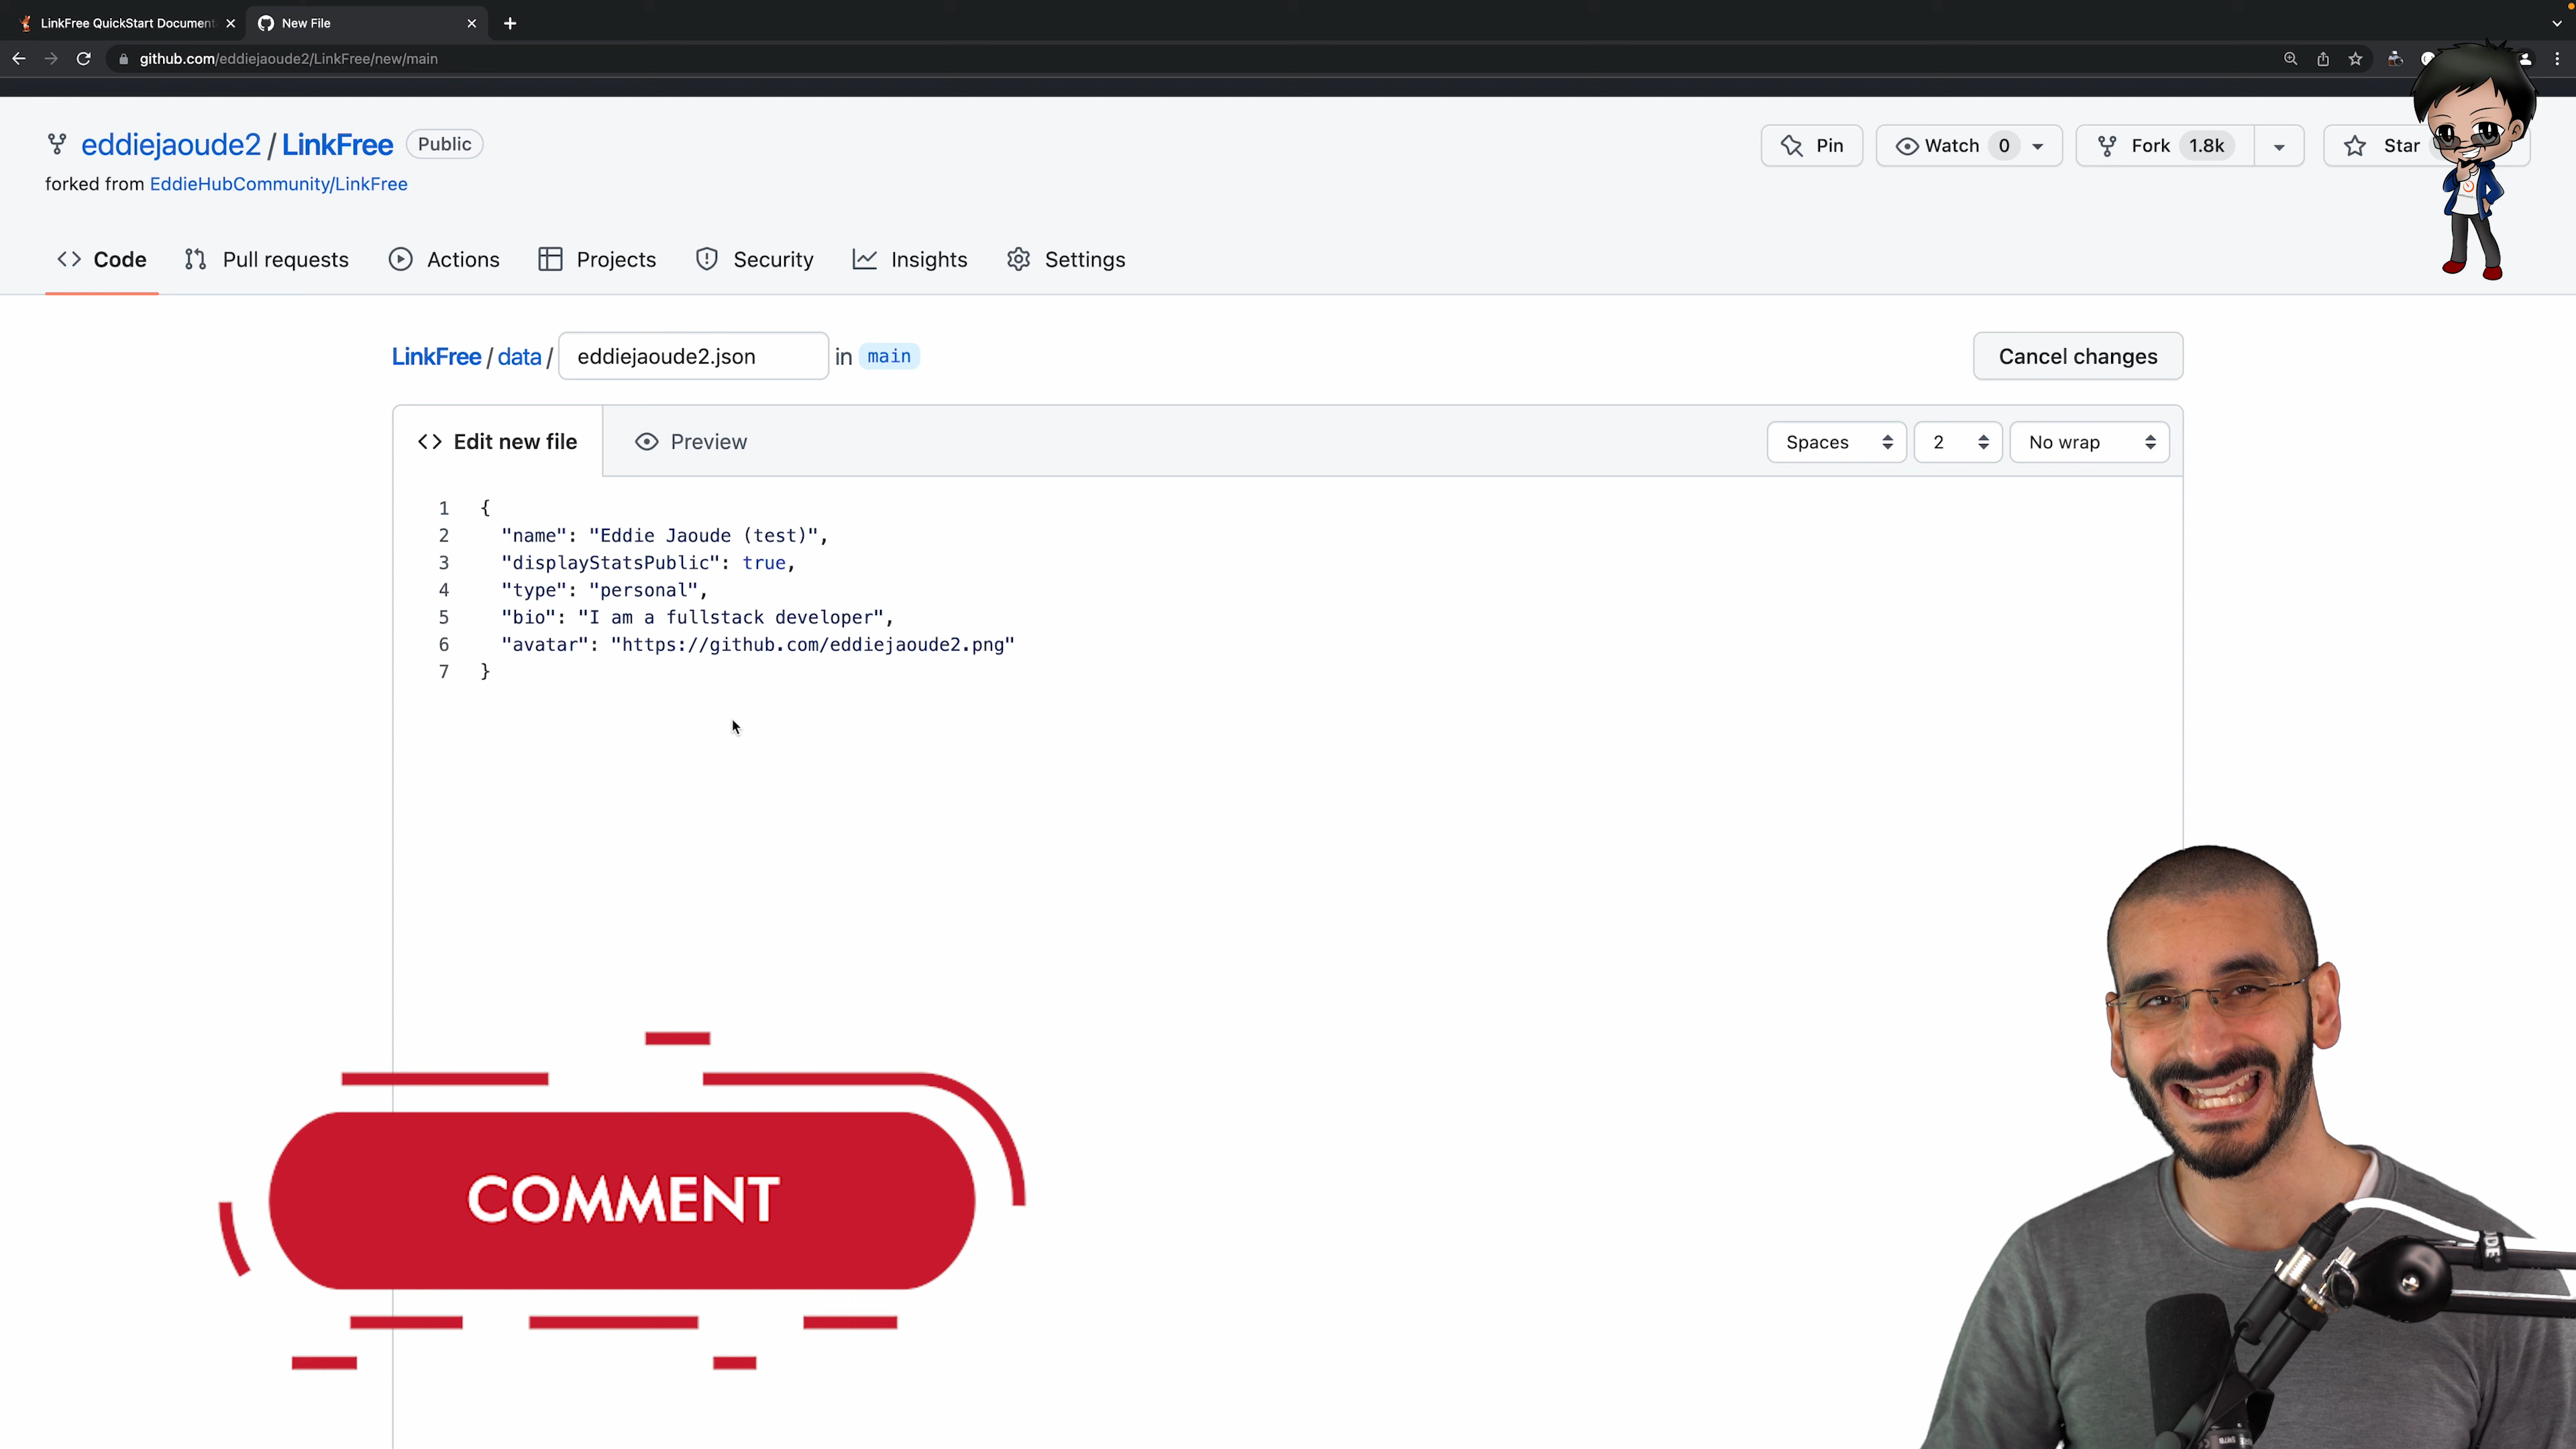 LinkFree QuickStart Document
New File
github.com/eddiejaoude2/LinkFree/new/main
eddiejaoude2 / LinkFree Public
Pin
Watch 0
Fork 1.8k
Star
forked from EddieHubCommunity/LinkFree
Code
Pull requests
Actions
Projects
Security
Insights
Settings
LinkFree / data / eddiejaoude2.json in main
Cancel changes
Edit new file
Preview
Spaces
2
No wrap
1 {
2 "name": "Eddie Jaoude (test)",
3 "displayStatsPublic": true,
4 "type": "personal",
5 "bio": "I am a fullstack developer",
6 "avatar": "https://github.com/eddiejaoude2.png"
7 }
COMMENT